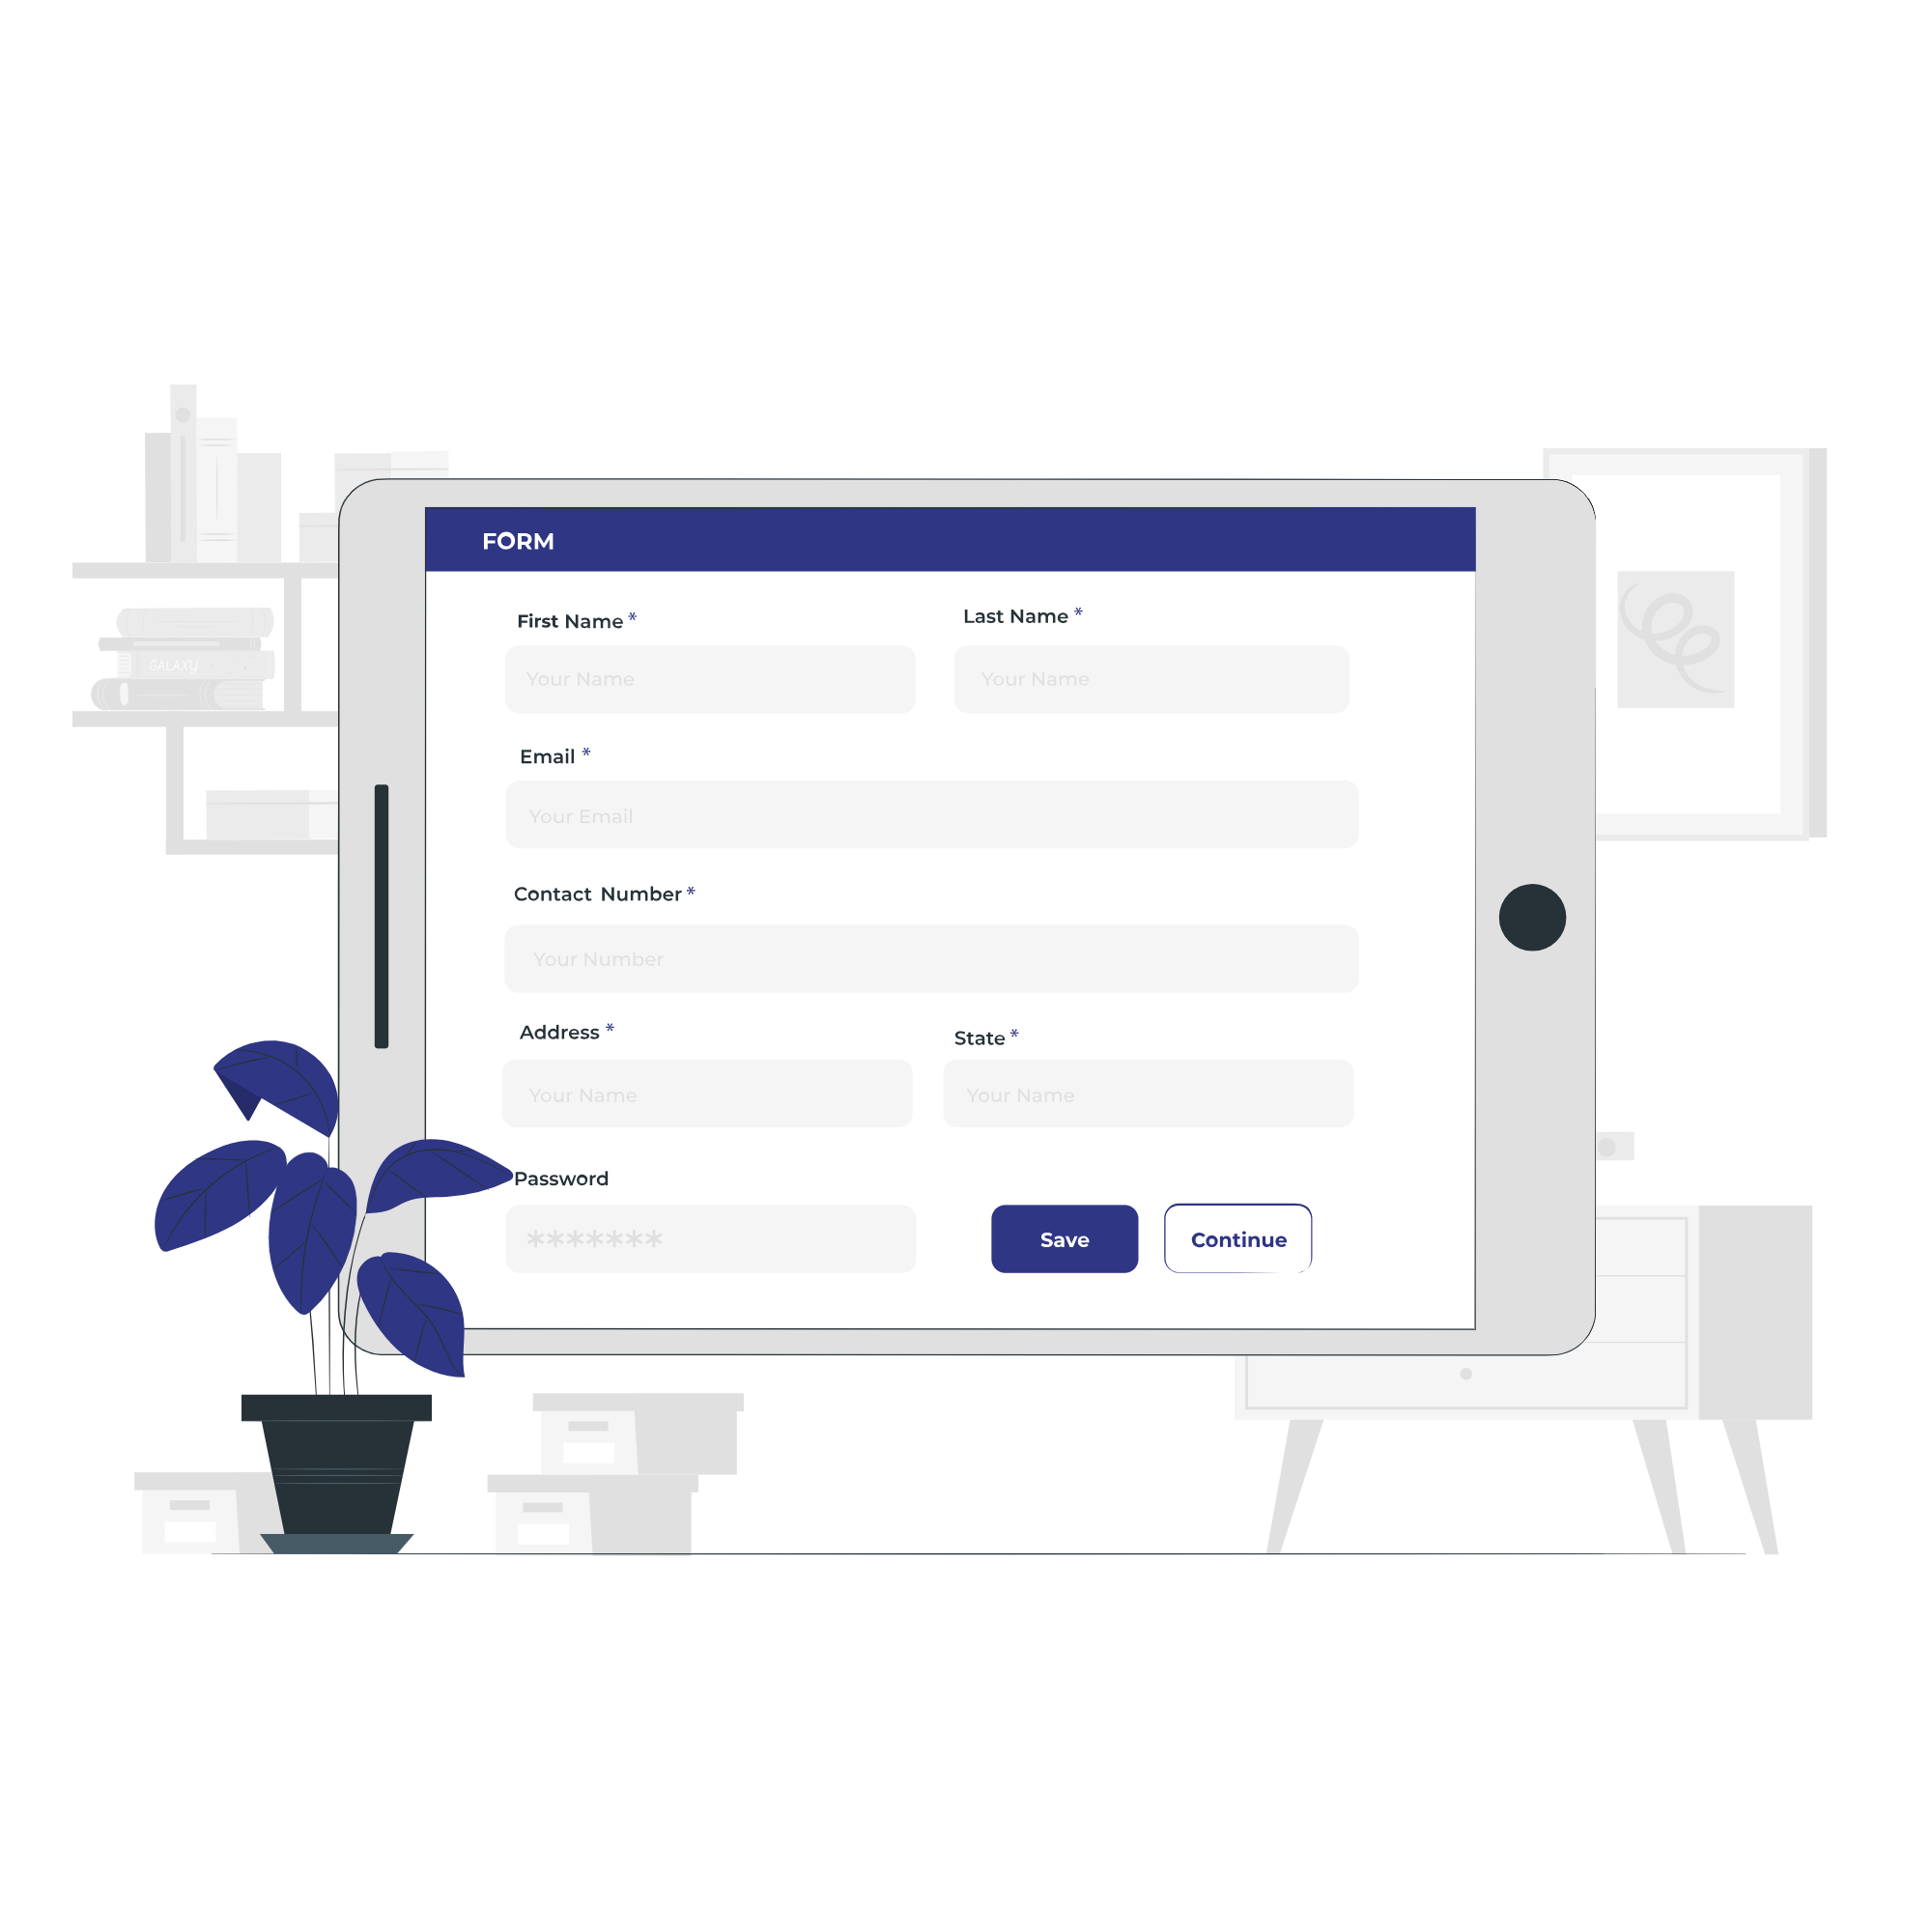 FORM
First Name *
Last Name *
Your Name
Your Name
Email *
Your Email
Contact Number *
Your Number
Address *
State *
Your Name
Your Name
Password
*******
Save
Continue
GALAXY